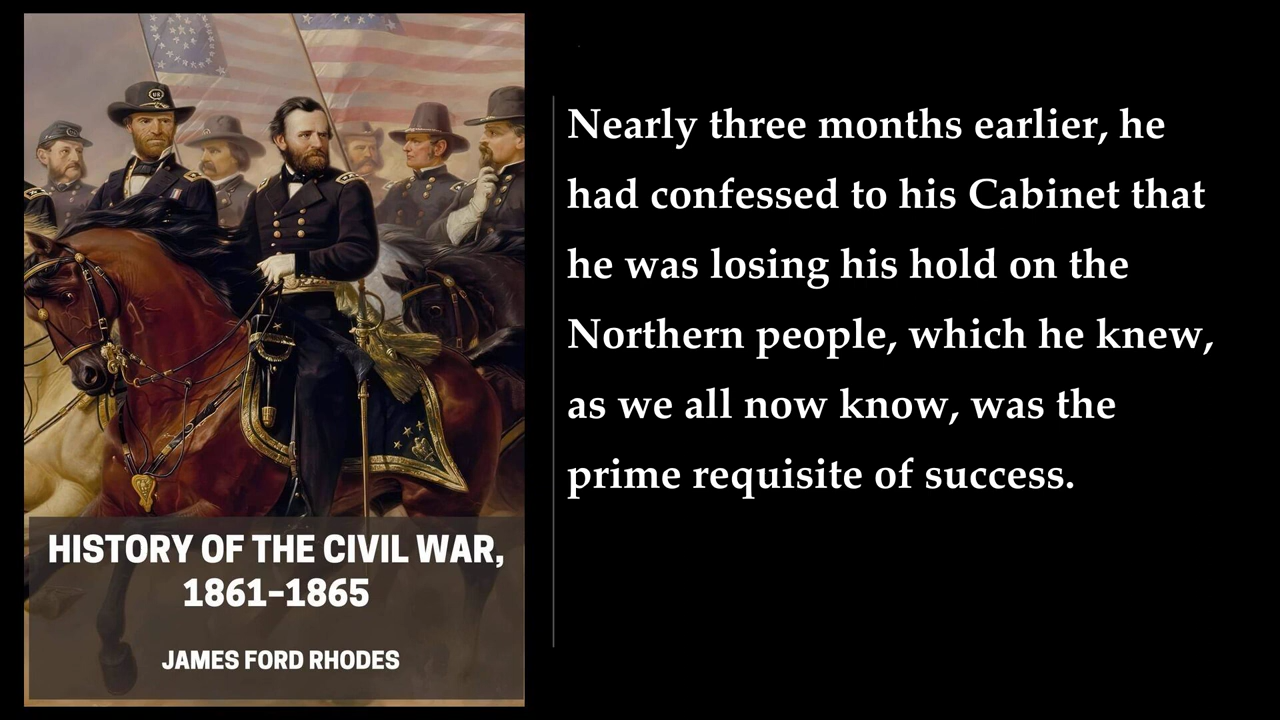 HISTORY OF THE CIVIL WAR,
1861–1865
JAMES FORD RHODES
Nearly three months earlier, he
had confessed to his Cabinet that
he was losing his hold on the
Northern people, which he knew,
as we all now know, was the
prime requisite of success.